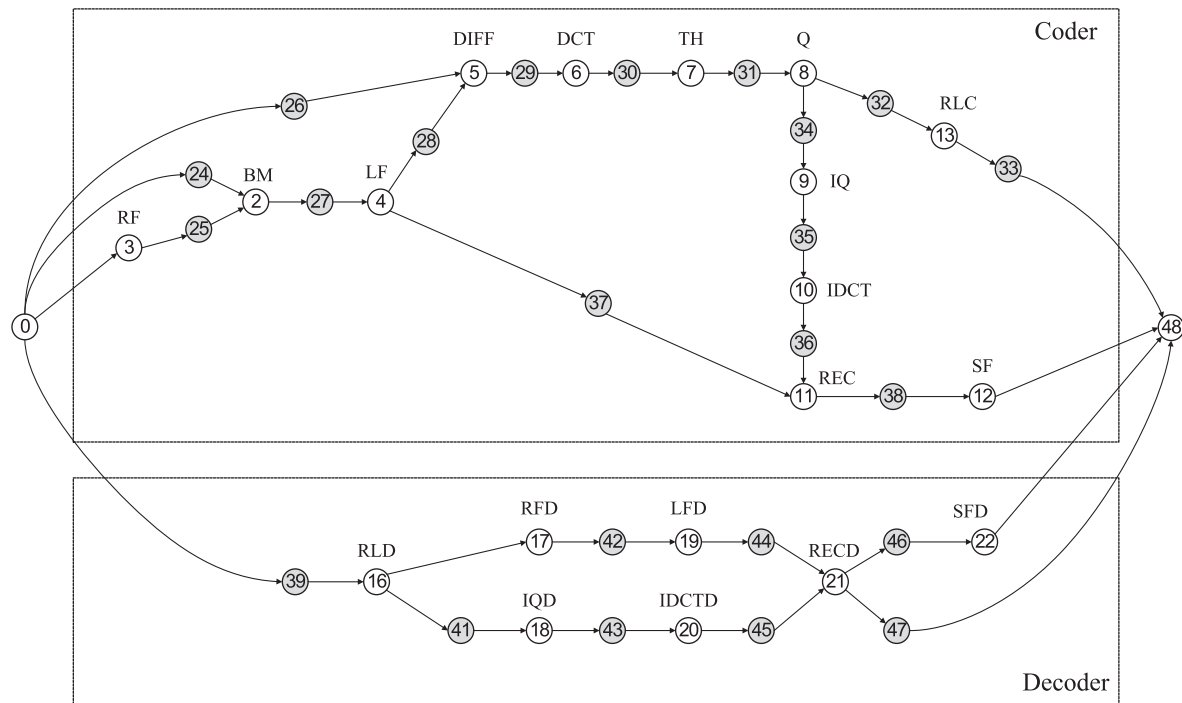 Coder
DIFF DCT TH Q
5 29 6 30 7 31 8
26 32 RLC
28 34 13
24 BM LF 33
2 27 4 9 IQ
RF 25
3 35
37 10 IDCT
0 48
36
REC SF
11 38 12
RFD LFD SFD
17 42 19 44 46 22
RLD RECD
39 16 21
IQD IDCTD
41 18 43 20 45 47
Decoder